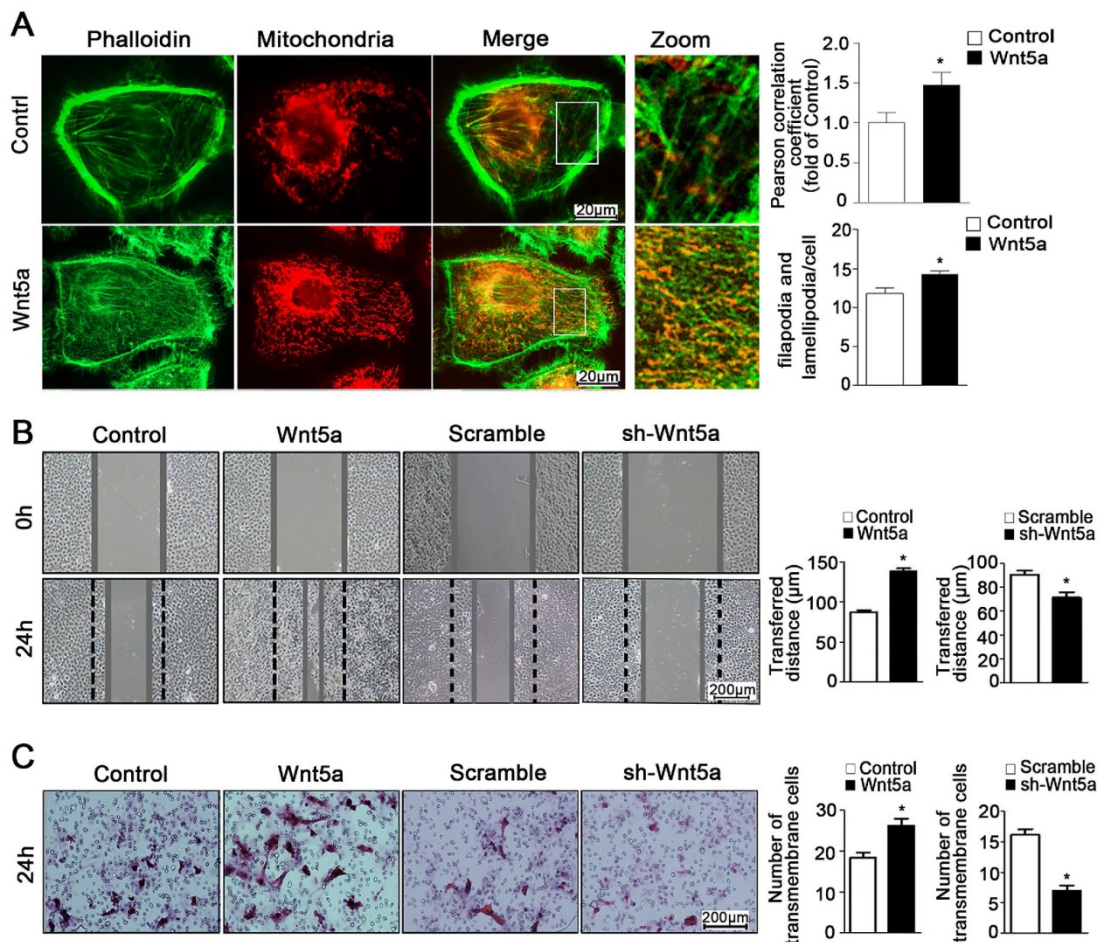 A
Phalloidin Mitochondria Merge Zoom
Contrl
20µm
Wnt5a
20µm
Control
Wnt5a
Pearson correlation
coefficient
(fold of Control)
2.0
1.5
1.0
0.5
0
*
Control
Wnt5a
filapodia and
lamellipodia/cell
20
15
10
5
0
*
B
Control Wnt5a Scramble sh-Wnt5a
0h
24h
200µm
Control
Wnt5a
Transferred
distance (µm)
150
100
50
0
*
Scramble
sh-Wnt5a
Transferred
distance (µm)
100
80
60
40
20
0
*
C
Control Wnt5a Scramble sh-Wnt5a
24h
200µm
Control
Wnt5a
Number of
transmembrane cells
30
20
10
0
*
Scramble
sh-Wnt5a
Number of
transmembrane cells
20
15
10
5
0
*